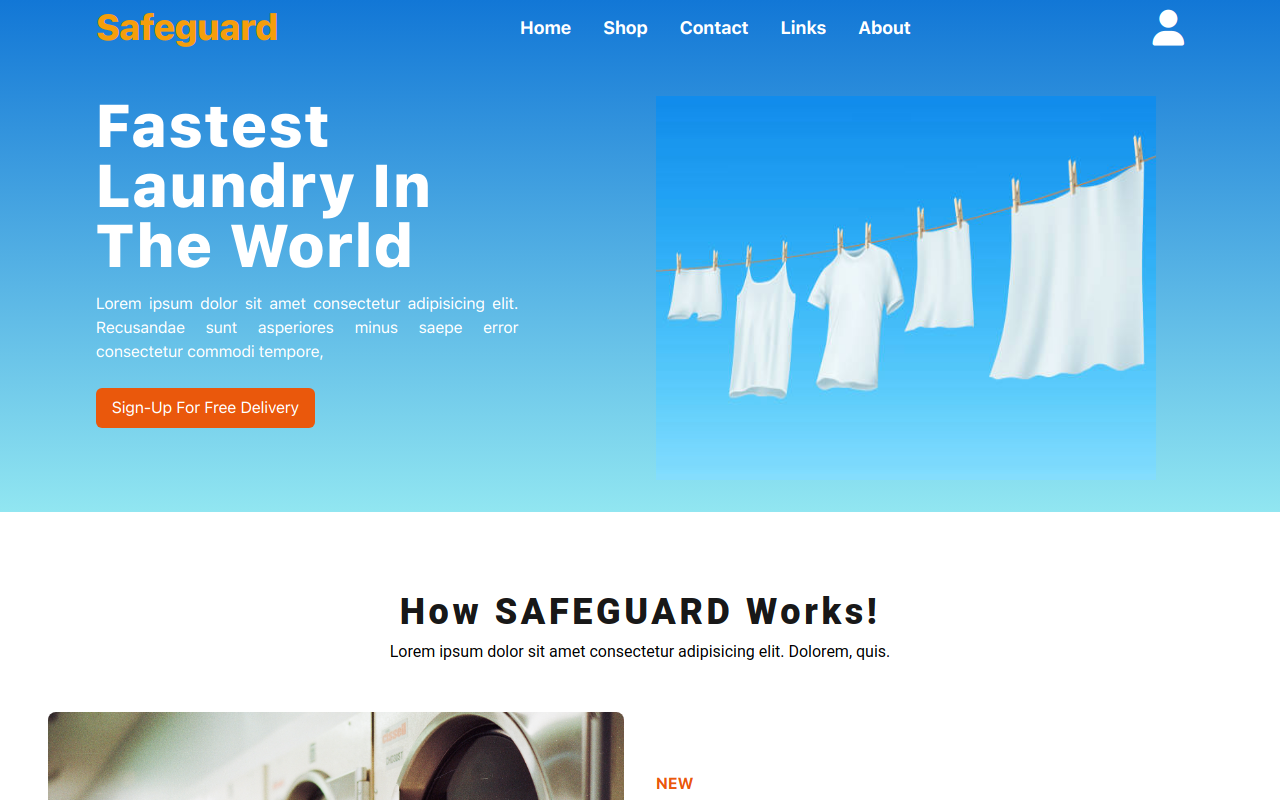 Safeguard
Home Shop Contact Links About
Fastest
Laundry In
The World
Lorem ipsum dolor sit amet consectetur adipisicing elit.
Recusandae sunt asperiores minus saepe error
consectetur commodi tempore,
Sign-Up For Free Delivery
How SAFEGUARD Works!
Lorem ipsum dolor sit amet consectetur adipisicing elit. Dolorem, quis.
NEW